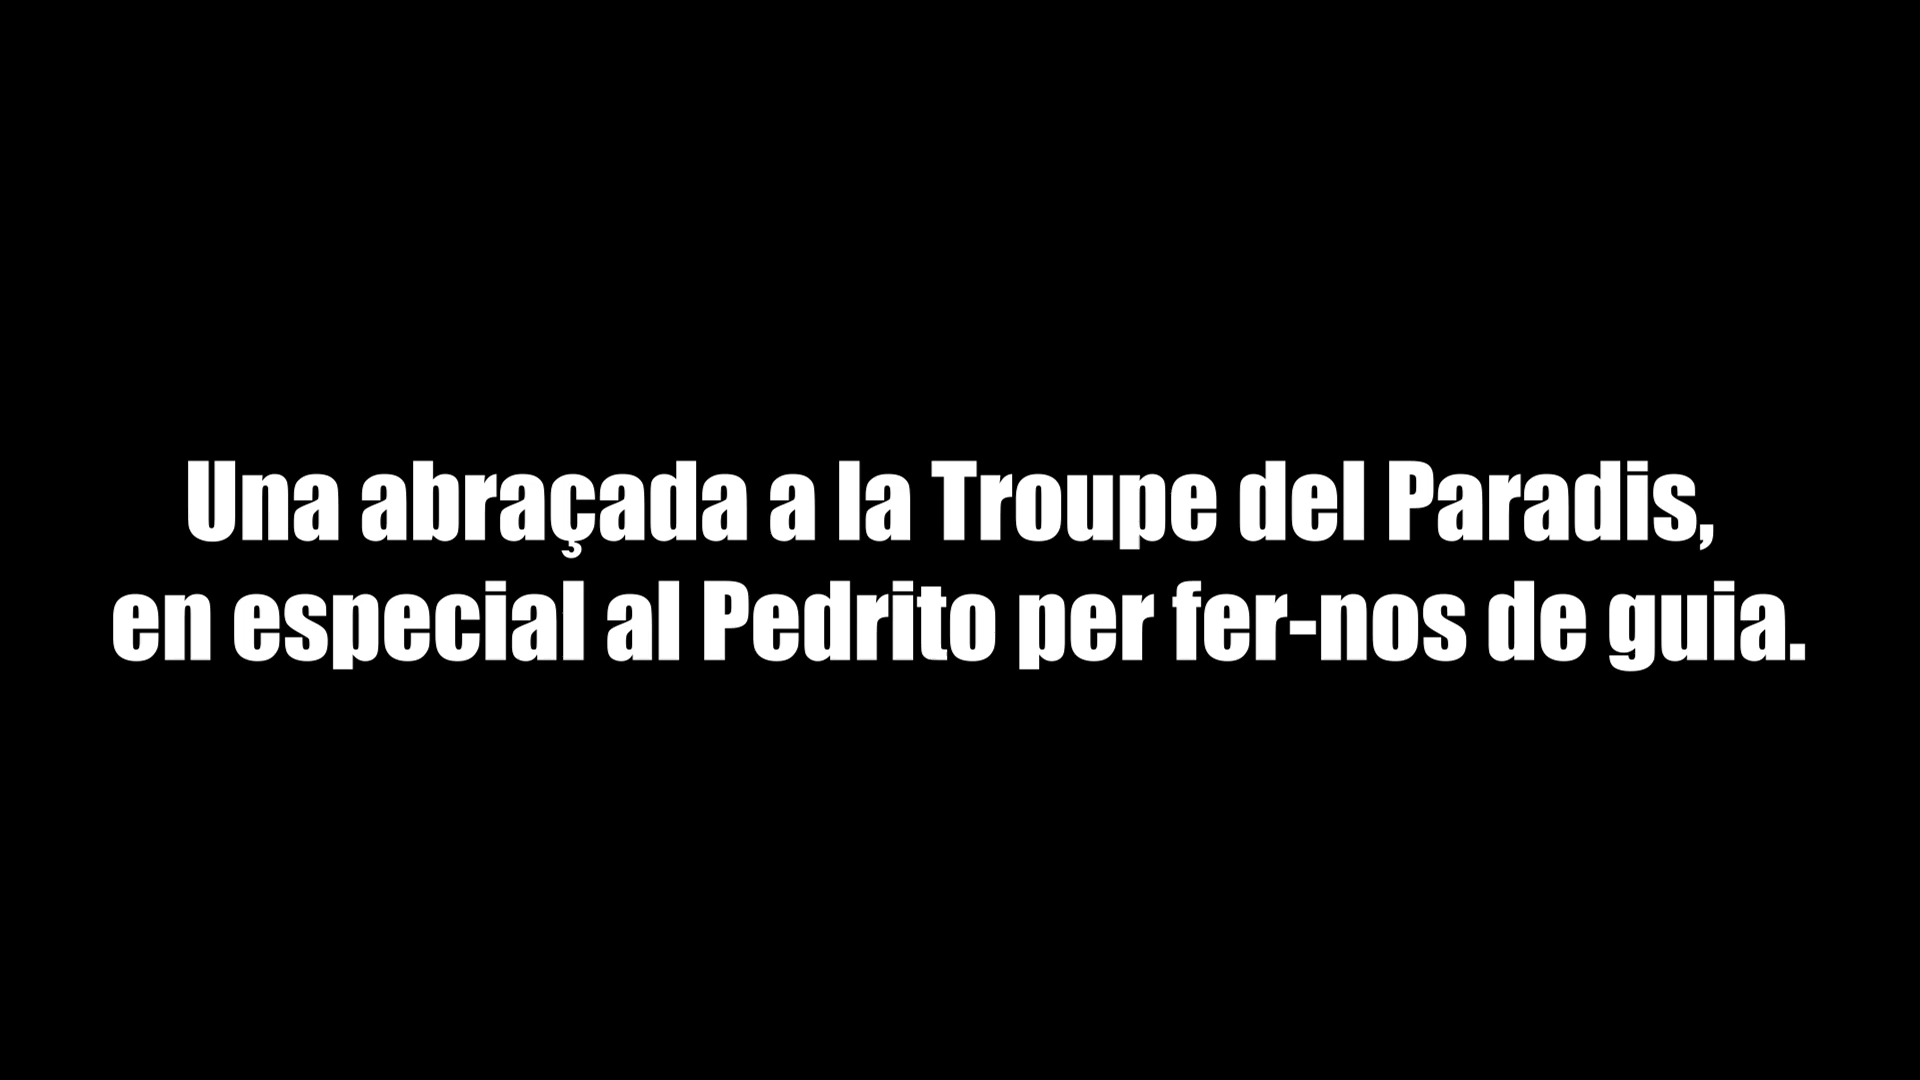 Una abraçada a la Troupe del Paradis,
en especial al Pedrito per fer-nos de guia.